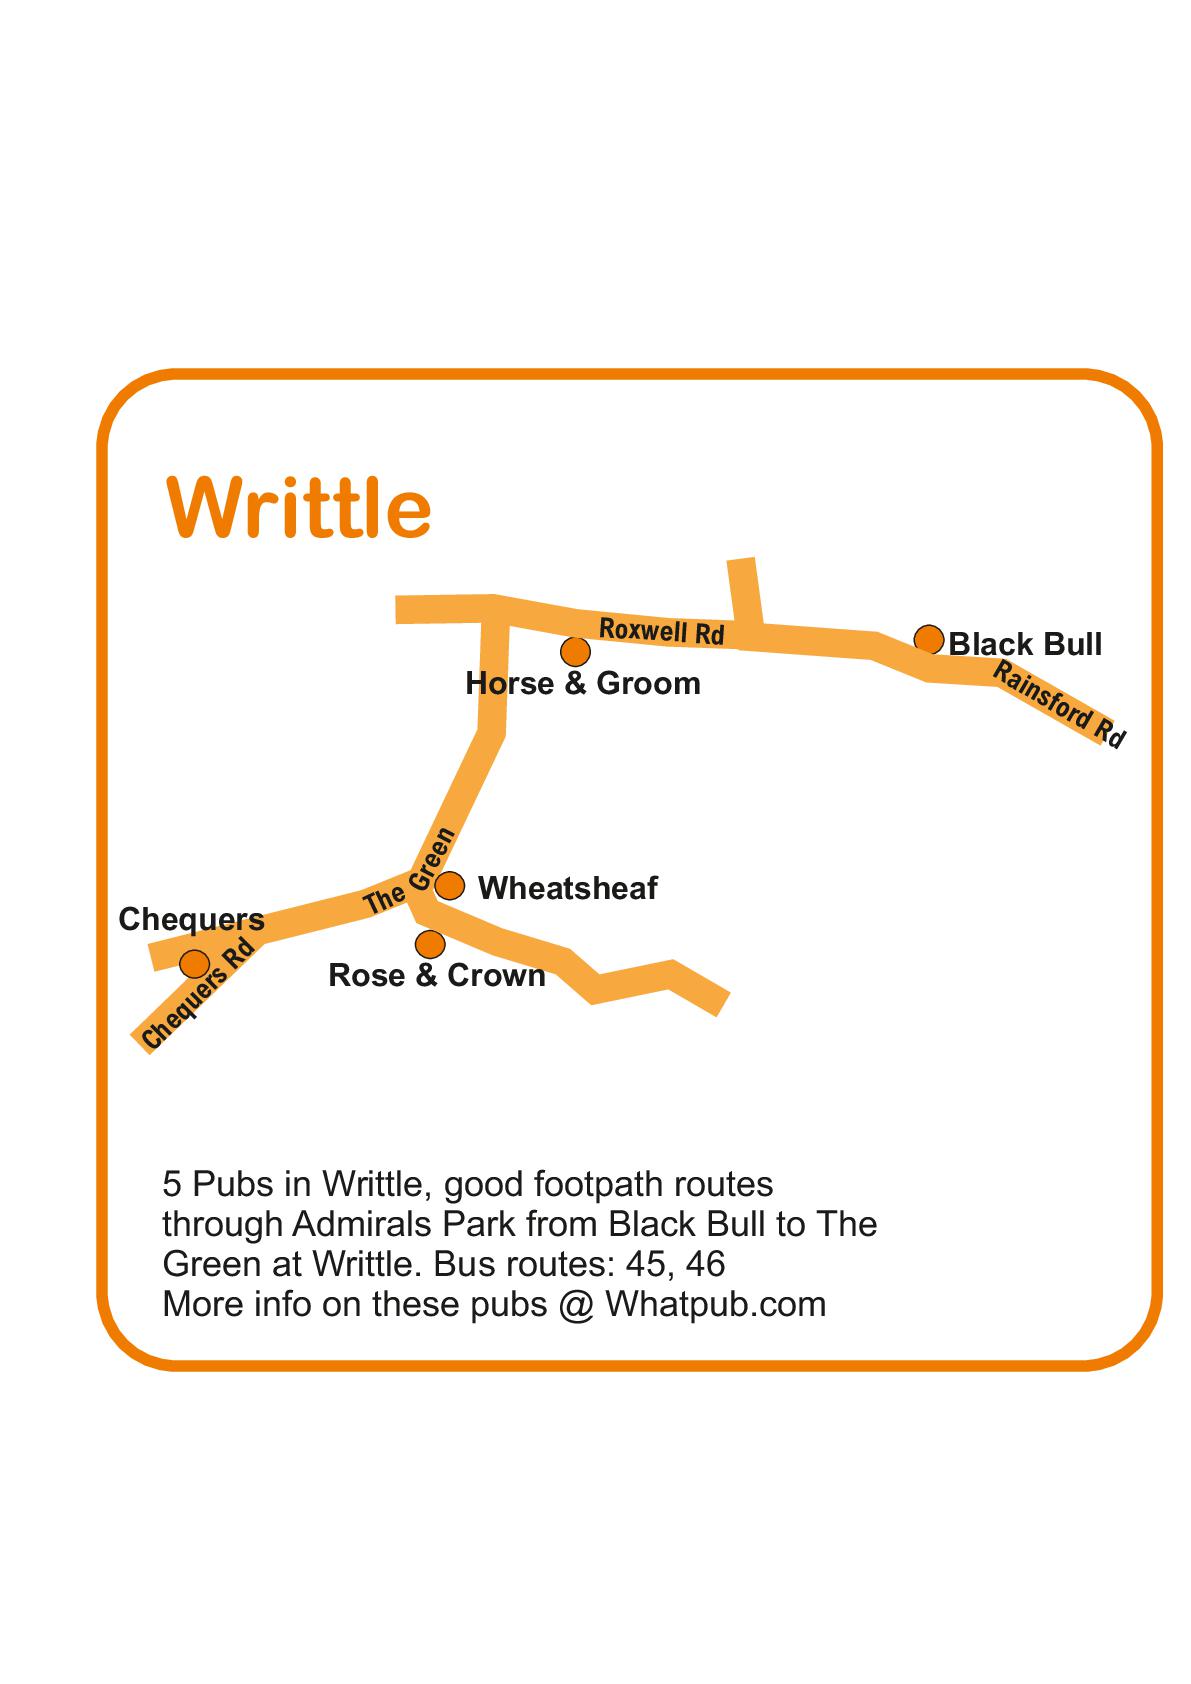 Writtle
Roxwell Rd
Black Bull
Horse & Groom
Rainsford Rd
The Green
Wheatsheaf
Chequers
Chequers Rd
Rose & Crown
5 Pubs in Writtle, good footpath routes
through Admirals Park from Black Bull to The
Green at Writtle. Bus routes: 45, 46
More info on these pubs @ Whatpub.com